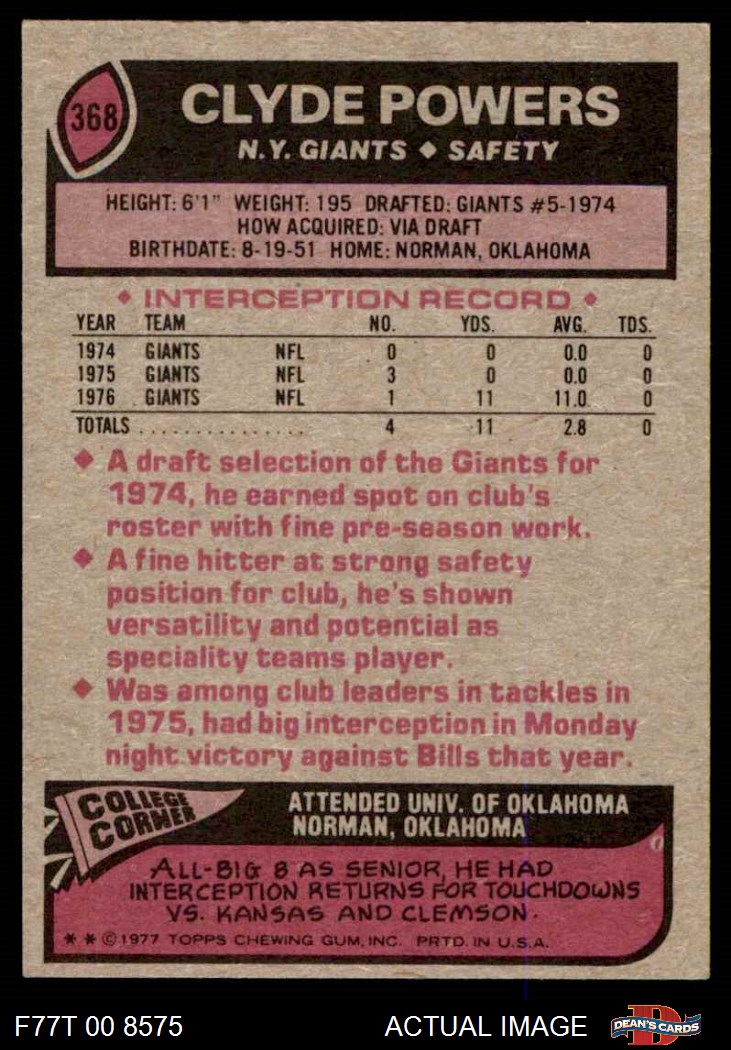 368
CLYDE POWERS
N.Y. GIANTS ◆ SAFETY
HEIGHT: 6'1" WEIGHT: 195 DRAFTED: GIANTS #5-1974
HOW ACQUIRED: VIA DRAFT
BIRTHDATE: 8-19-51 HOME: NORMAN, OKLAHOMA
◆ INTERCEPTION RECORD ◆
YEAR TEAM NO. YDS. AVG. TDS.
1974 GIANTS NFL 0 0 0.0 0
1975 GIANTS NFL 3 0 0.0 0
1976 GIANTS NFL 1 11 11.0 0
TOTALS . . . . . . . . . . . . . . . 4 11 2.8 0
◆ A draft selection of the Giants for
1974, he earned spot on club's
roster with fine pre-season work.
◆ A fine hitter at strong safety
position for club, he's shown
versatility and potential as
speciality teams player.
◆ Was among club leaders in tackles in
1975, had big interception in Monday
night victory against Bills that year.
COLLEGE
CORNER
ATTENDED UNIV. OF OKLAHOMA
NORMAN, OKLAHOMA
ALL-BIG 8 AS SENIOR, HE HAD
INTERCEPTION RETURNS FOR TOUCHDOWNS
VS. KANSAS AND CLEMSON.
* * © 1977 TOPPS CHEWING GUM, INC. PRTD. IN U.S.A.
F77T 00 8575 ACTUAL IMAGE
D
DEAN'S CARDS